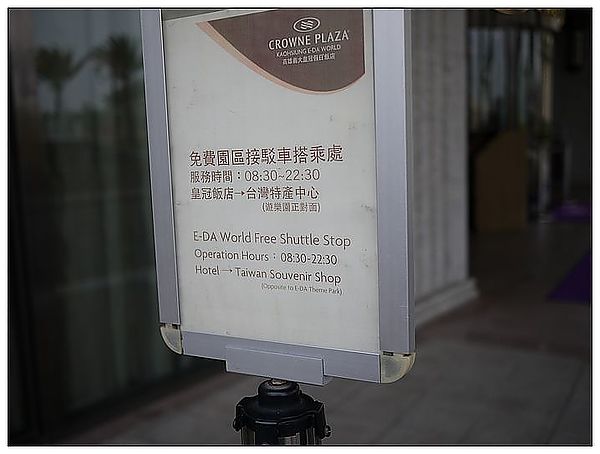 CROWNE PLAZA
KAOHSIUNG E-DA WORLD
高雄義大皇冠假日飯店
免費園區接駁車搭乘處
服務時間：08:30~22:30
皇冠飯店→台灣特產中心
(遊樂園正對面)
E-DA World Free Shuttle Stop
Operation Hours：08:30-22:30
Hotel → Taiwan Souvenir Shop
(Opposite to E-DA Theme Park)